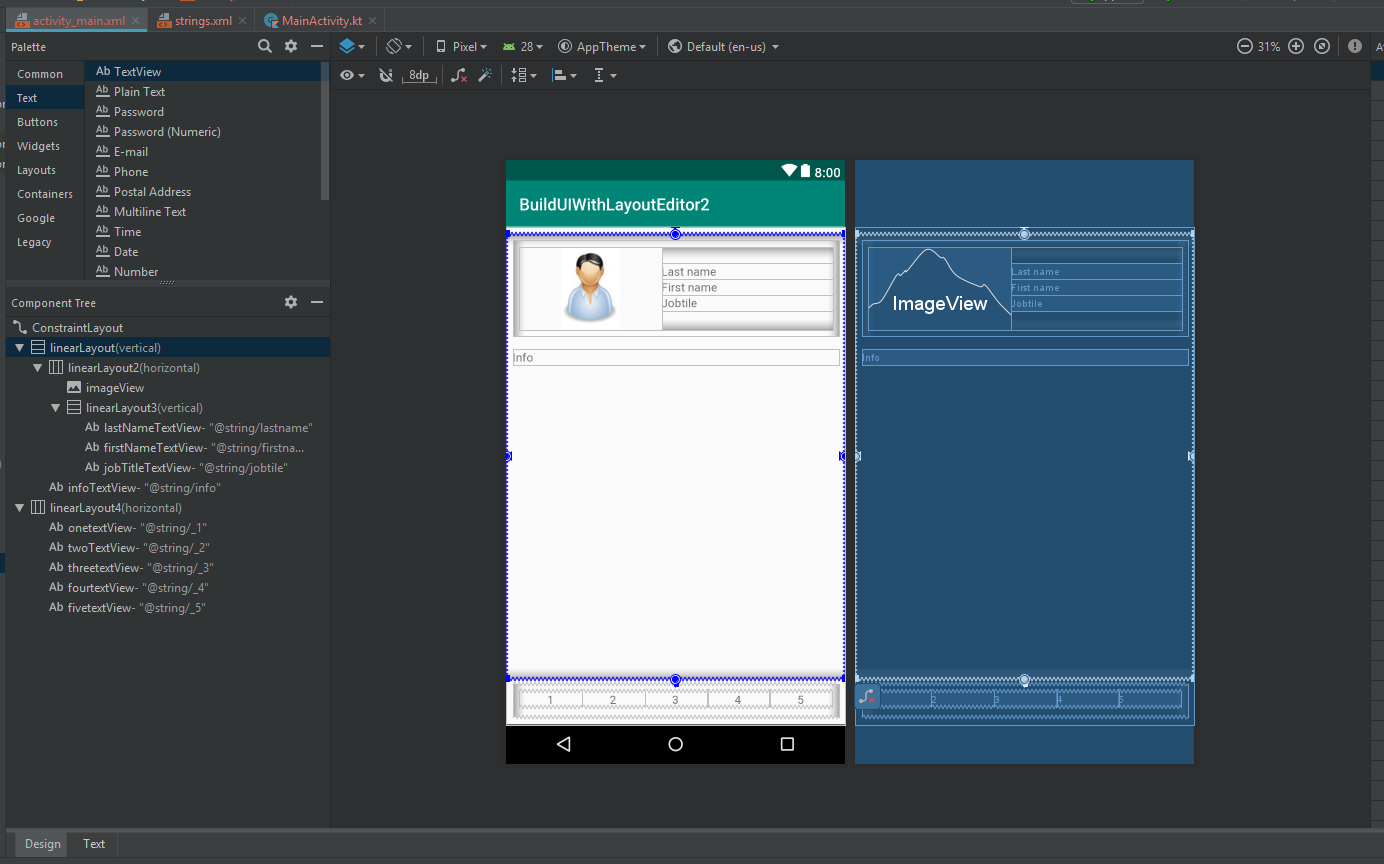 activity_main.xml strings.xml MainActivity.kt
Palette
Pixel 28 AppTheme Default (en-us) 31%
8dp
Common
Text
Buttons
Widgets
Layouts
Containers
Google
Legacy
Ab TextView
Ab Plain Text
Ab Password
Ab Password (Numeric)
Ab E-mail
Ab Phone
Ab Postal Address
Ab Multiline Text
Ab Time
Ab Date
Ab Number
Component Tree
ConstraintLayout
linearLayout(vertical)
linearLayout2(horizontal)
imageView
linearLayout3(vertical)
Ab lastNameTextView- "@string/lastname"
Ab firstNameTextView- "@string/firstna...
Ab jobTitleTextView- "@string/jobtile"
Ab infoTextView- "@string/info"
linearLayout4(horizontal)
Ab onetextView- "@string/_1"
Ab twoTextView- "@string/_2"
Ab threetextView- "@string/_3"
Ab fourtextView- "@string/_4"
Ab fivetextView- "@string/_5"
8:00
BuildUIWithLayoutEditor2
Last name
First name
Jobtile
info
1 2 3 4 5
ImageView
Last name
First name
Jobtile
info
2 3 4 5
Design Text